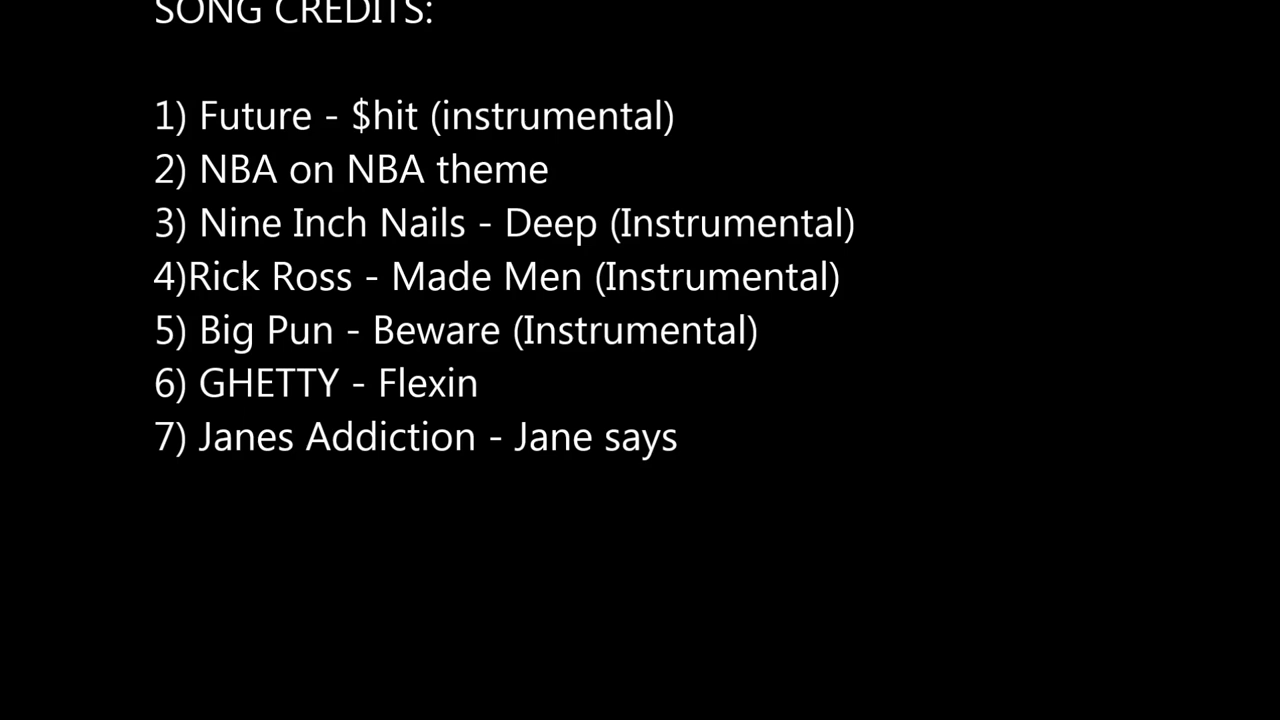 SONG CREDITS:
1) Future - $hit (instrumental)
2) NBA on NBA theme
3) Nine Inch Nails - Deep (Instrumental)
4)Rick Ross - Made Men (Instrumental)
5) Big Pun - Beware (Instrumental)
6) GHETTY - Flexin
7) Janes Addiction - Jane says